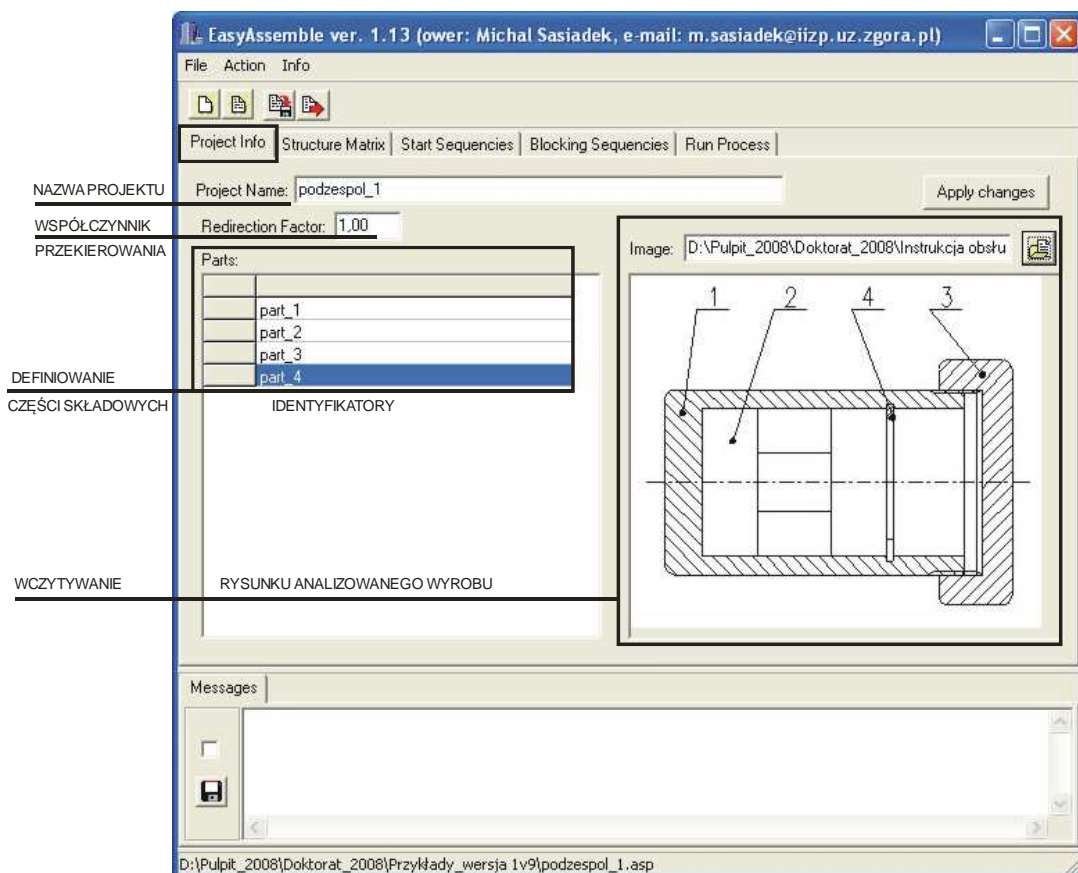 EasyAssemble ver. 1.13 (ower: Michal Sasiadek, e-mail: m.sasiadek@iizp.uz.zgora.pl)
File Action Info
Project Info Structure Matrix Start Sequencies Blocking Sequencies Run Process
NAZWA PROJEKTU
Project Name: podzespol_1
Apply changes
WSPÓŁCZYNNIK
PRZEKIEROWANIA
Redirection Factor: 1,00
Image: D:\Pulpit_2008\Doktorat_2008\Instrukcja obsłu
Parts:
part_1
part_2
part_3
part_4
1 2 4 3
DEFINIOWANIE
CZĘŚCI SKŁADOWYCH IDENTYFIKATORY
WCZYTYWANIE RYSUNKU ANALIZOWANEGO WYROBU
Messages
D:\Pulpit_2008\Doktorat_2008\Przykłady_wersja 1v9\podzespol_1.asp